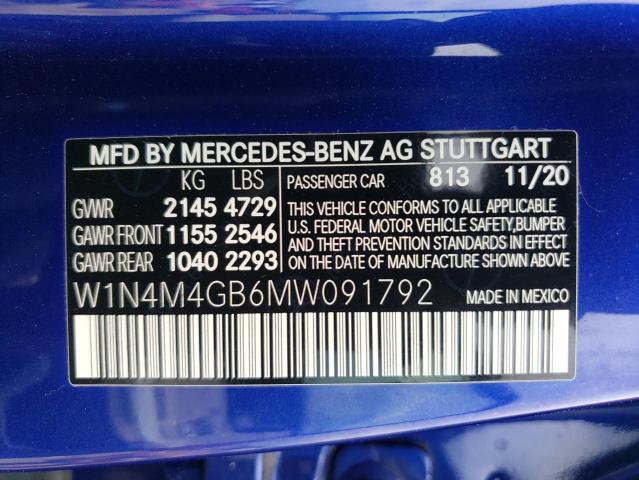 MFD BY MERCEDES-BENZ AG STUTTGART
KG LBS
GVWR 2145 4729
GAWR FRONT 1155 2546
GAWR REAR 1040 2293
PASSENGER CAR 813 11/20
THIS VEHICLE CONFORMS TO ALL APPLICABLE
U.S. FEDERAL MOTOR VEHICLE SAFETY,BUMPER
AND THEFT PREVENTION STANDARDS IN EFFECT
ON THE DATE OF MANUFACTURE SHOWN ABOVE
W1N4M4GB6MW091792 MADE IN MEXICO